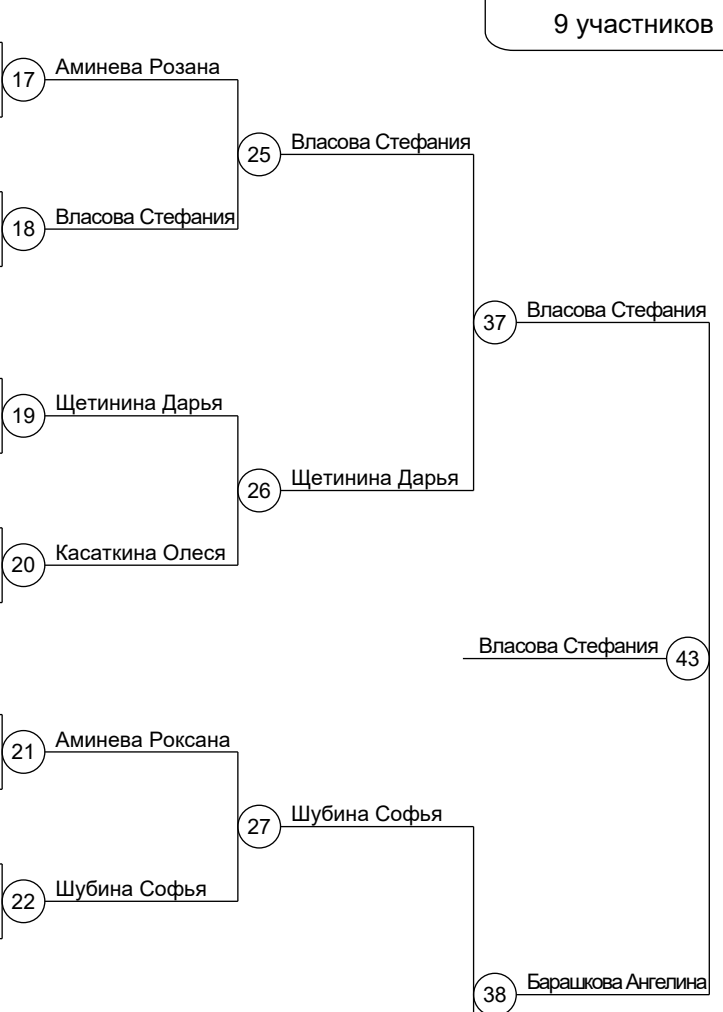 9 участников
17 Аминева Розана
25 Власова Стефания
18 Власова Стефания
37 Власова Стефания
19 Щетинина Дарья
26 Щетинина Дарья
20 Касаткина Олеся
Власова Стефания 43
21 Аминева Роксана
27 Шубина Софья
22 Шубина Софья
38 Барашкова Ангелина